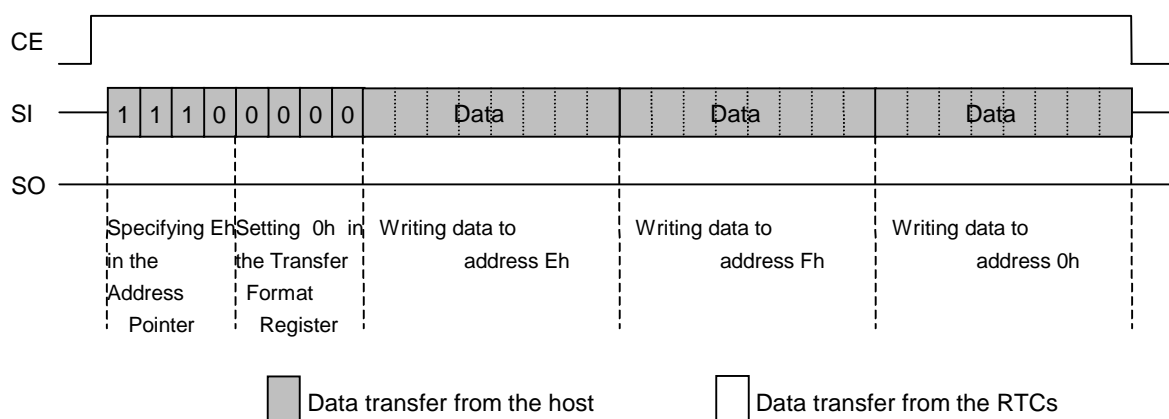 CE
SI 1 1 1 0 0 0 0 0 Data Data Data
SO
Specifying Eh Setting 0h in Writing data to Writing data to Writing data to
in the the Transfer address Eh address Fh address 0h
Address Format
Pointer Register
Data transfer from the host Data transfer from the RTCs